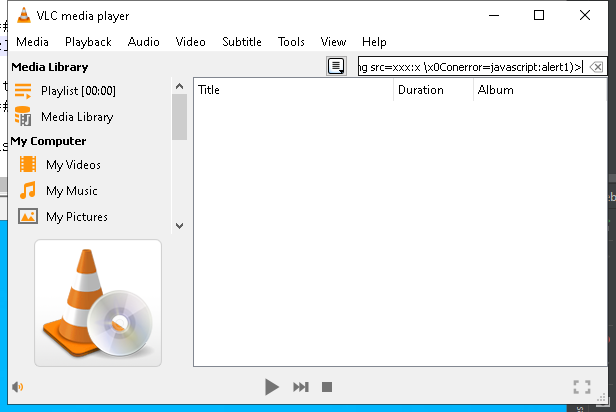 VLC media player
Media Playback Audio Video Subtitle Tools View Help
Media Library
ng src=xxx:x \x0Conerror=javascript:alert1)>
Playlist [00:00]
Title Duration Album
Media Library
My Computer
My Videos
My Music
My Pictures